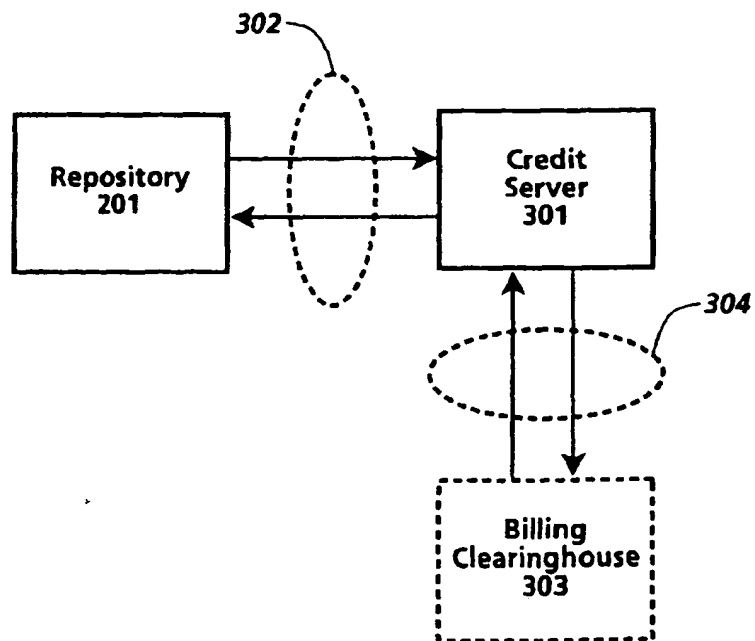 302
Repository
201
Credit
Server
301
304
Billing
Clearinghouse
303